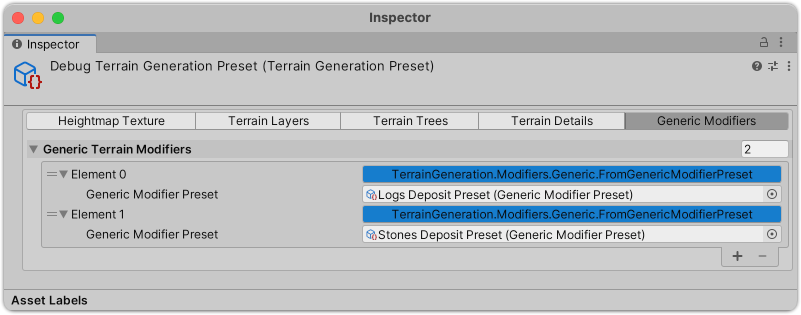 Inspector
Inspector
Debug Terrain Generation Preset (Terrain Generation Preset)
Heightmap Texture Terrain Layers Terrain Trees Terrain Details Generic Modifiers
Generic Terrain Modifiers 2
Element 0 TerrainGeneration.Modifiers.Generic.FromGenericModifierPreset
Generic Modifier Preset Logs Deposit Preset (Generic Modifier Preset)
Element 1 TerrainGeneration.Modifiers.Generic.FromGenericModifierPreset
Generic Modifier Preset Stones Deposit Preset (Generic Modifier Preset)
Asset Labels